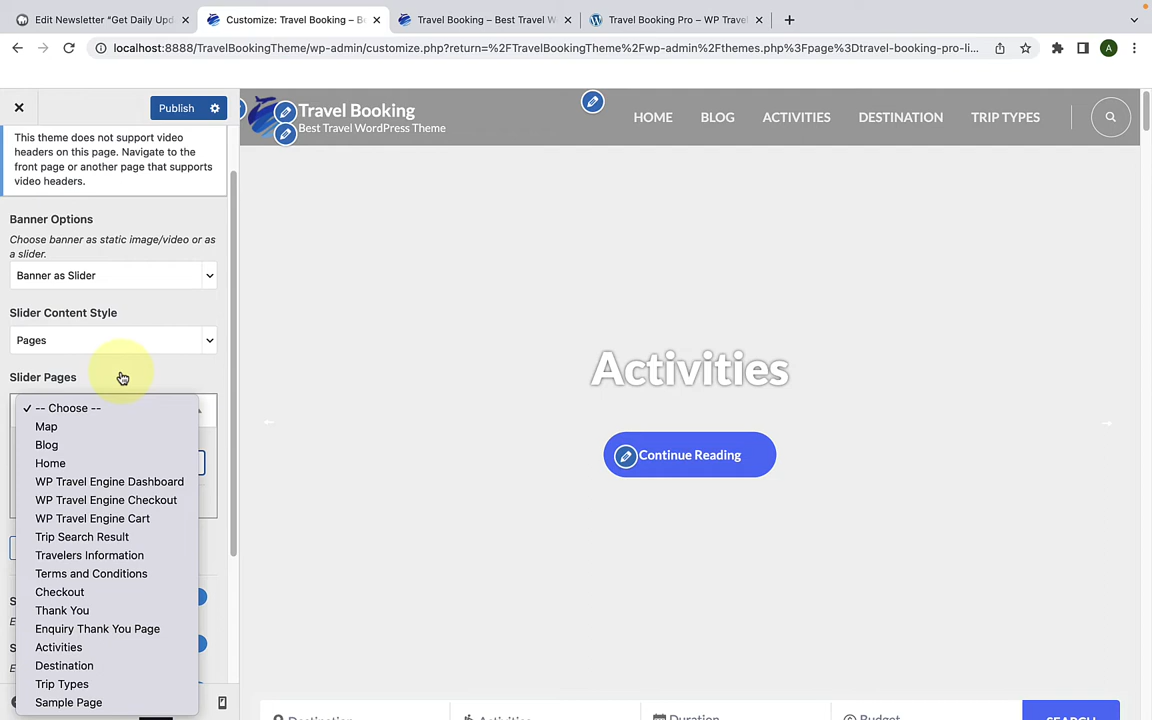 Edit Newsletter “Get Daily Upd
Customize: Travel Booking – B
Travel Booking – Best Travel W
Travel Booking Pro – WP Trave
localhost:8888/TravelBookingTheme/wp-admin/customize.php?return=%2FTravelBookingTheme%2Fwp-admin%2Fthemes.php%3Fpage%3Dtravel-booking-pro-li...
A
Publish
Travel Booking
Best Travel WordPress Theme
HOME
BLOG
ACTIVITIES
DESTINATION
TRIP TYPES
This theme does not support video
headers on this page. Navigate to the
front page or another page that supports
video headers.
Banner Options
Choose banner as static image/video or as
a slider.
Banner as Slider
Slider Content Style
Pages
Slider Pages
-- Choose --
Map
Blog
Home
WP Travel Engine Dashboard
WP Travel Engine Checkout
WP Travel Engine Cart
Trip Search Result
Travelers Information
Terms and Conditions
Checkout
Thank You
Enquiry Thank You Page
Activities
Destination
Trip Types
Sample Page
S
E
S
E
Activities
Continue Reading
Destination
Activities
Duration
Budget
SEARCH